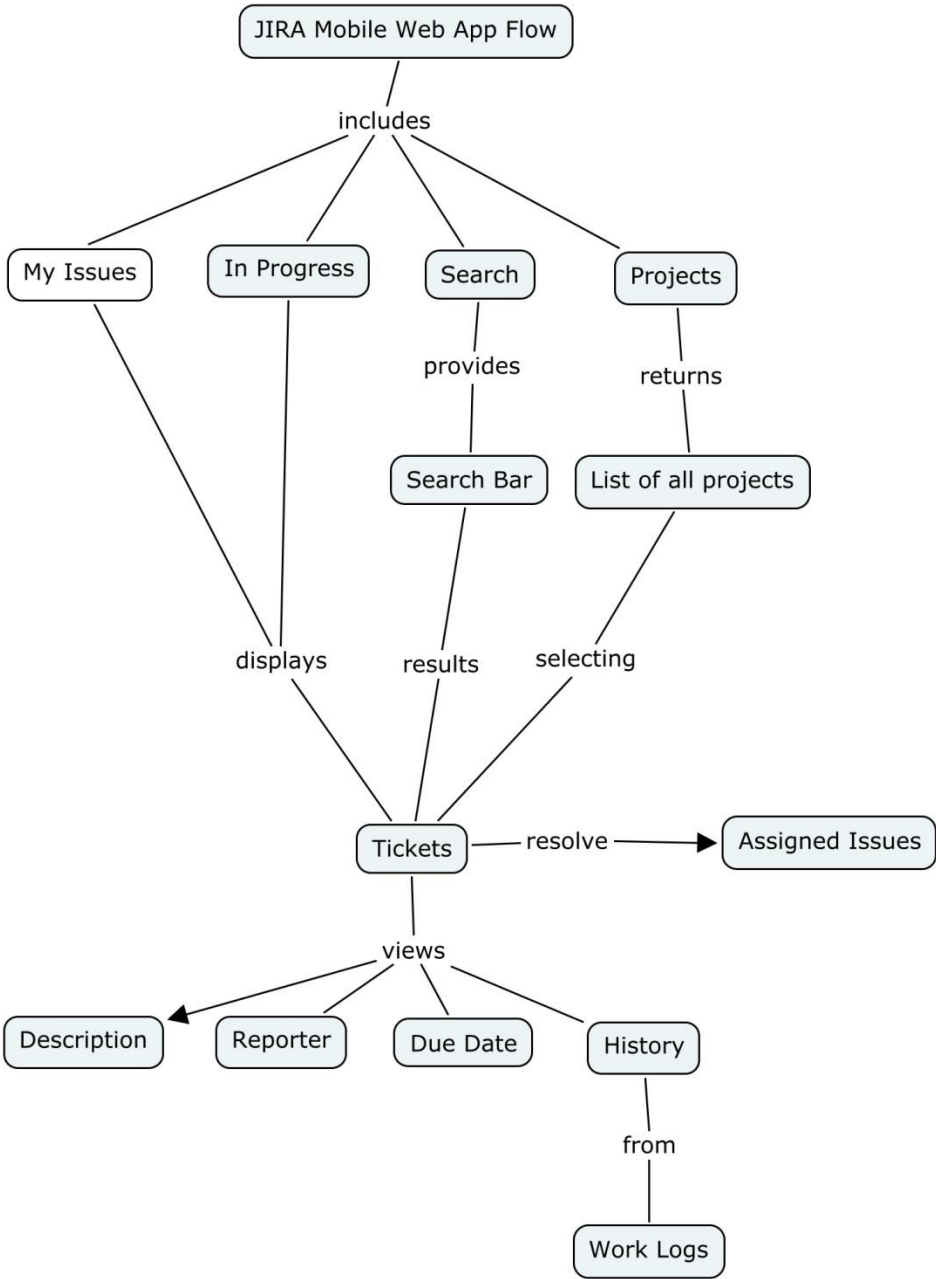 JIRA Mobile Web App Flow
includes
My Issues
In Progress
Search
Projects
provides
returns
Search Bar
List of all projects
displays
results
selecting
Tickets
resolve
Assigned Issues
views
Description
Reporter
Due Date
History
from
Work Logs